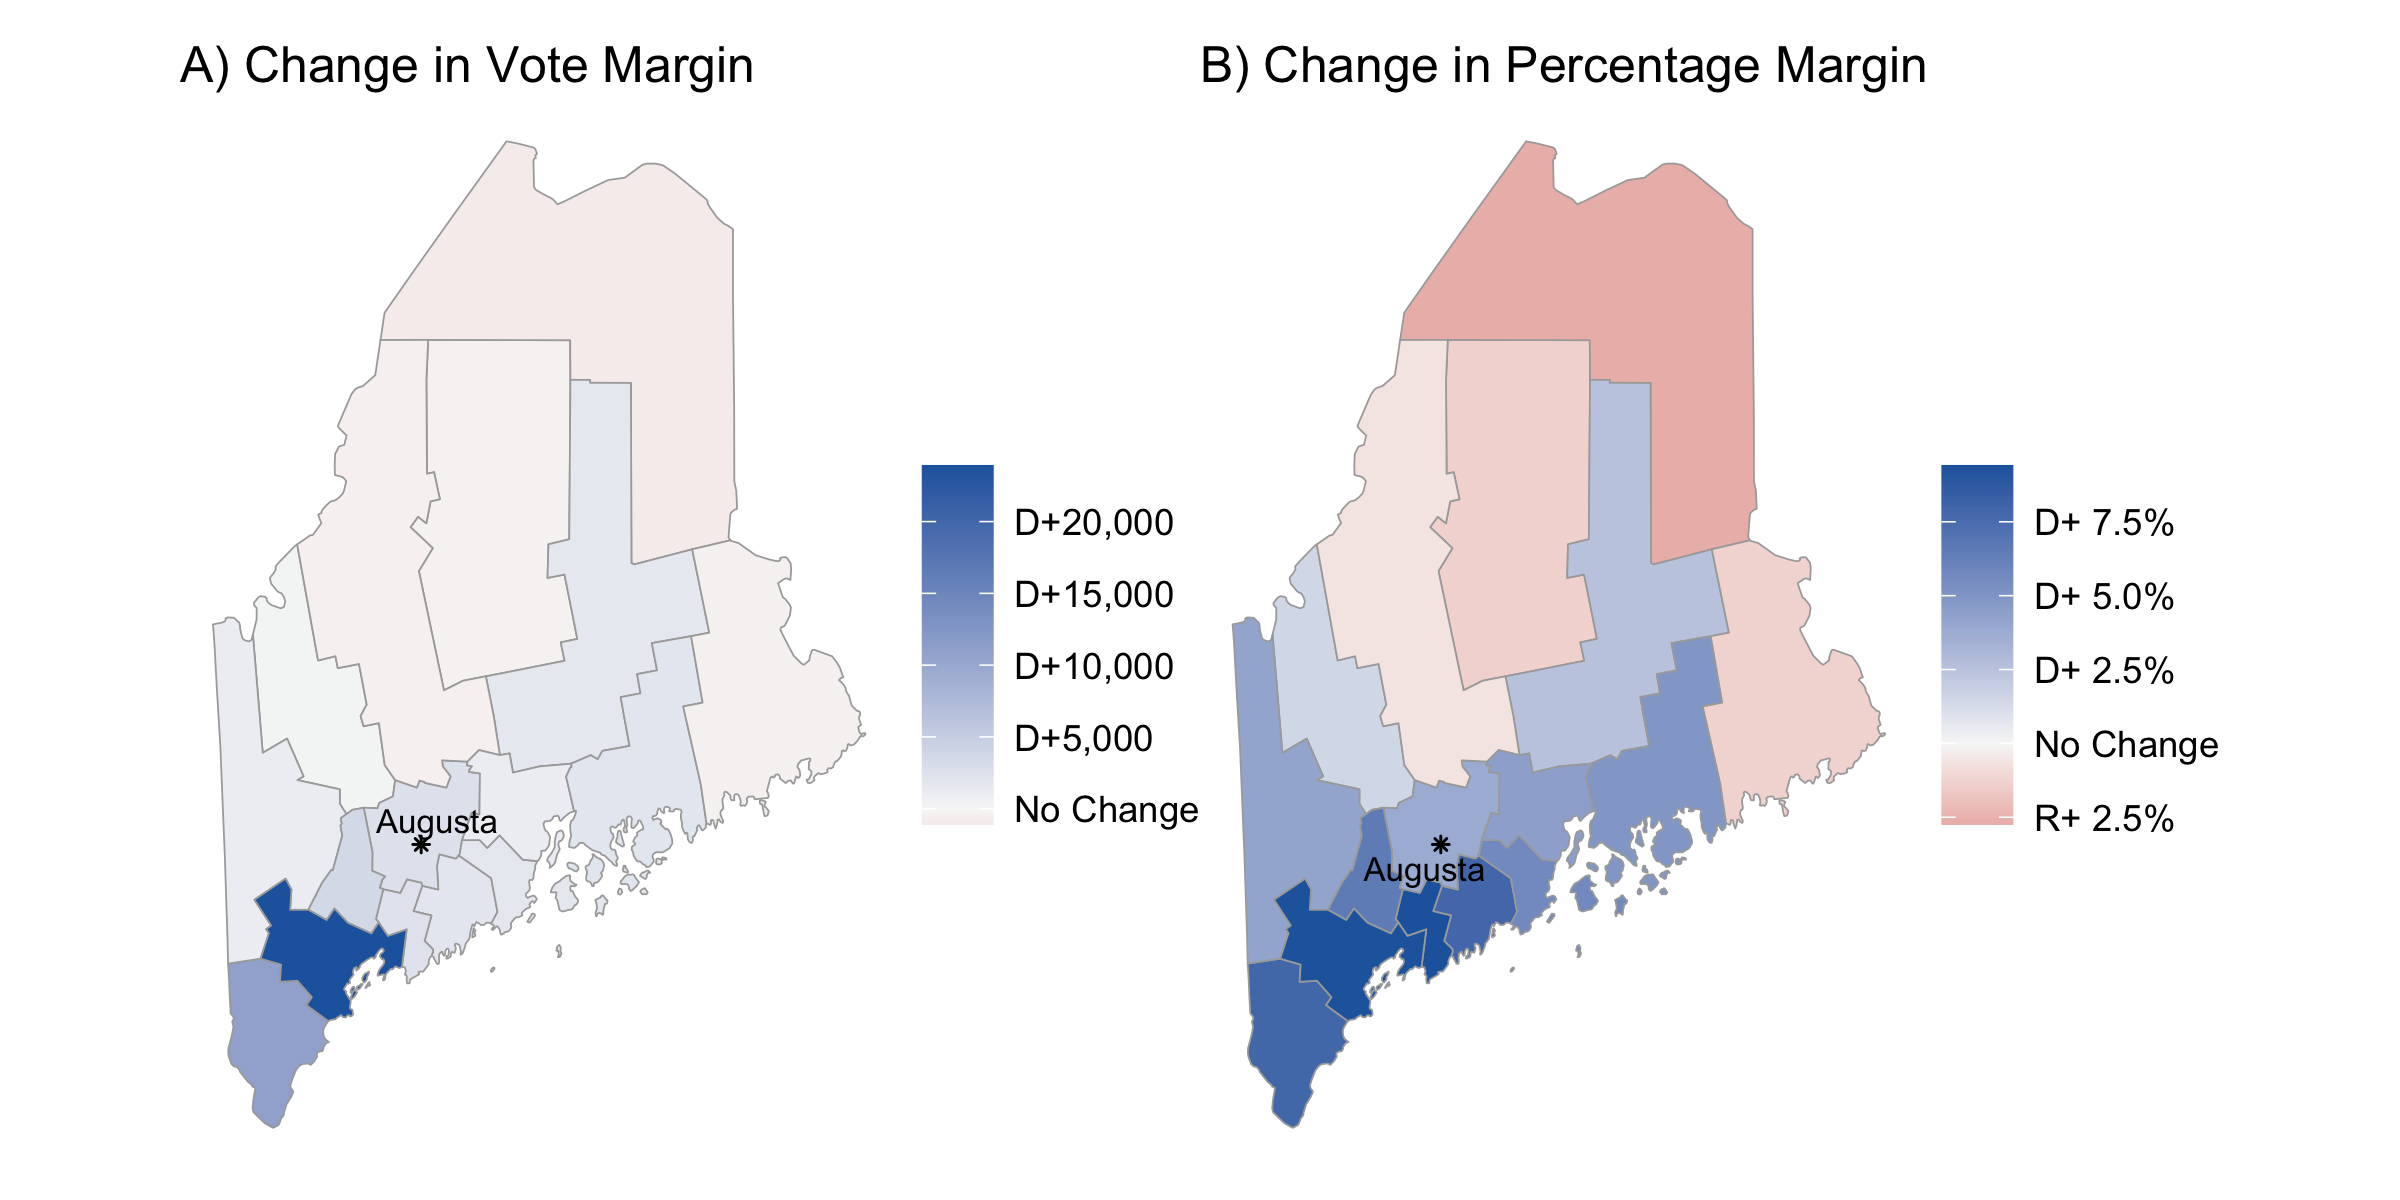 A) Change in Vote Margin
Augusta
D+20,000
D+15,000
D+10,000
D+5,000
No Change
B) Change in Percentage Margin
Augusta
D+ 7.5%
D+ 5.0%
D+ 2.5%
No Change
R+ 2.5%